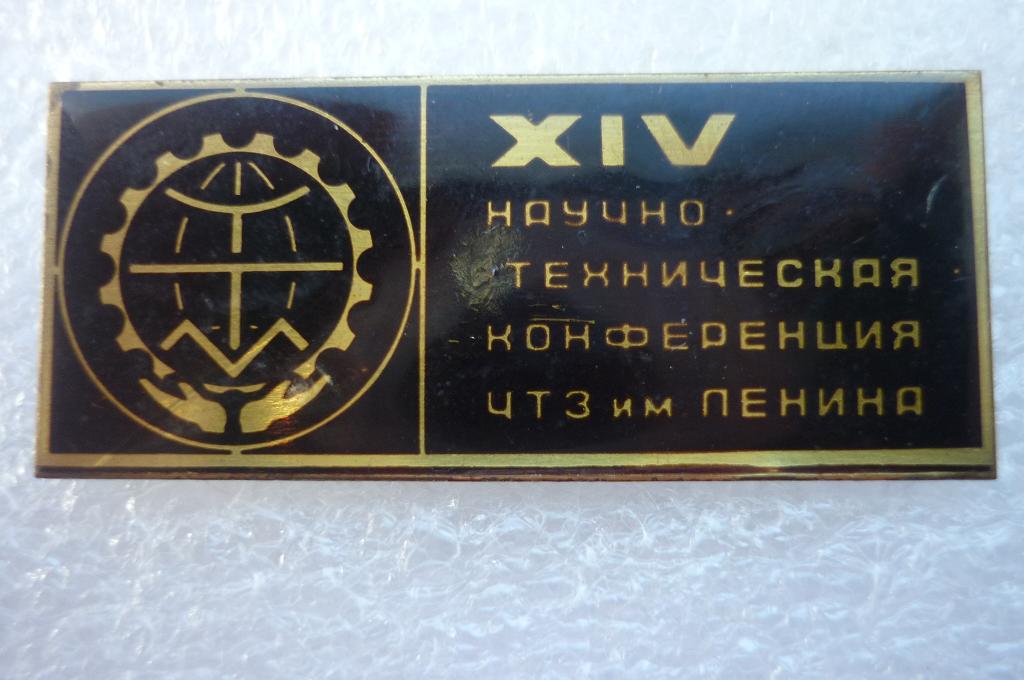 XIV
НАУЧНО-
ТЕХНИЧЕСКАЯ
КОНФЕРЕНЦИЯ
ЧТЗ им ЛЕНИНА